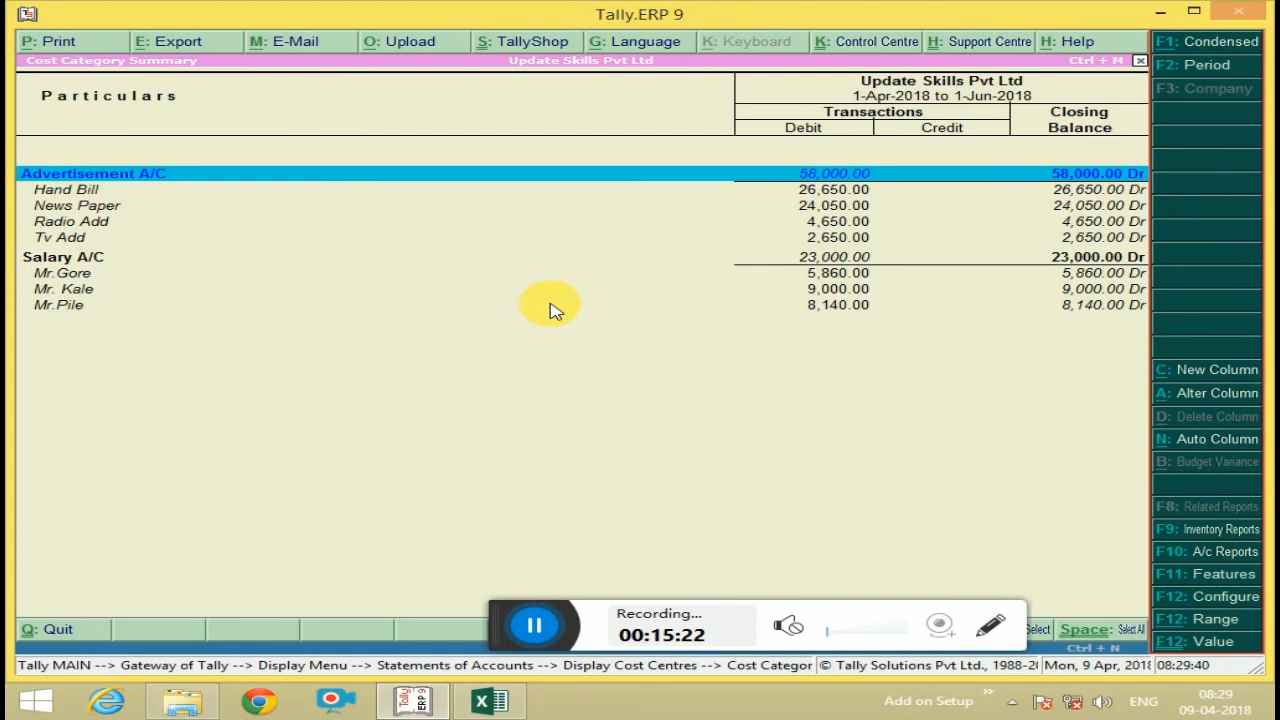 Tally.ERP 9
P: Print E: Export M: E-Mail O: Upload S: TallyShop G: Language K: Keyboard K: Control Centre H: Support Centre H: Help
Cost Category Summary Update Skills Pvt Ltd Ctrl + M
Particulars
Update Skills Pvt Ltd
1-Apr-2018 to 1-Jun-2018
Transactions Closing
Debit Credit Balance
Advertisement A/C 58,000.00 58,000.00 Dr
Hand Bill 26,650.00 26,650.00 Dr
News Paper 24,050.00 24,050.00 Dr
Radio Add 4,650.00 4,650.00 Dr
Tv Add 2,650.00 2,650.00 Dr
Salary A/C 23,000.00 23,000.00 Dr
Mr.Gore 5,860.00 5,860.00 Dr
Mr. Kale 9,000.00 9,000.00 Dr
Mr.Pile 8,140.00 8,140.00 Dr
F1: Condensed
F2: Period
F3: Company
C: New Column
A: Alter Column
D: Delete Column
N: Auto Column
B: Budget Variance
F8: Related Reports
F9: Inventory Reports
F10: A/c Reports
F11: Features
F12: Configure
F12: Range
F12: Value
Recording...
00:15:22
Q: Quit Select Space: Select All
Ctrl + N
Tally MAIN --> Gateway of Tally --> Display Menu --> Statements of Accounts --> Display Cost Centres --> Cost Categor © Tally Solutions Pvt Ltd., 1988-2 Mon, 9 Apr, 201 08:29:40
Tally ERP 9
Add on Setup
»
ENG
08:29
09-04-2018